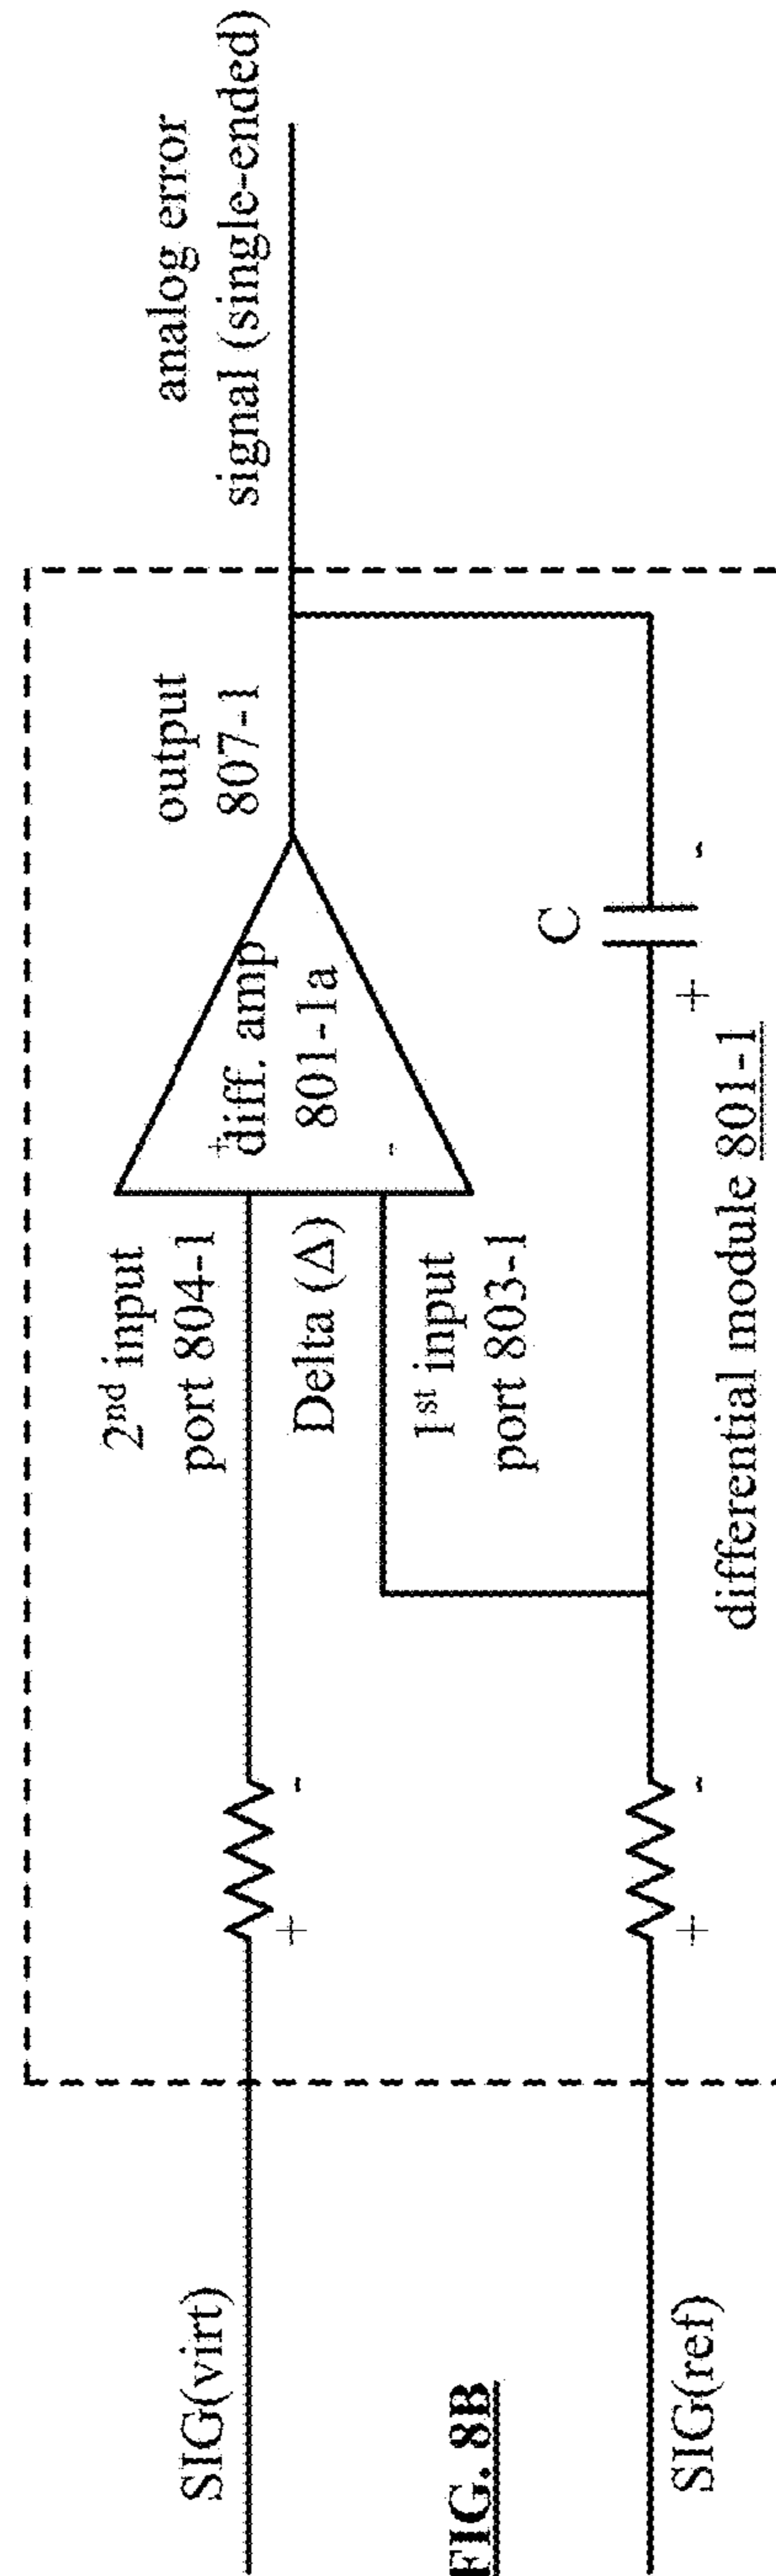 SIG(virt)
SIG(ref)
FIG. 8B
2nd input
port 804-1
Delta (Δ)
1st input
port 803-1
+
-
diff. amp
801-1a
output
807-1
analog error
signal (single-ended)
+
-
+
-
C
+
-
differential module 801-1